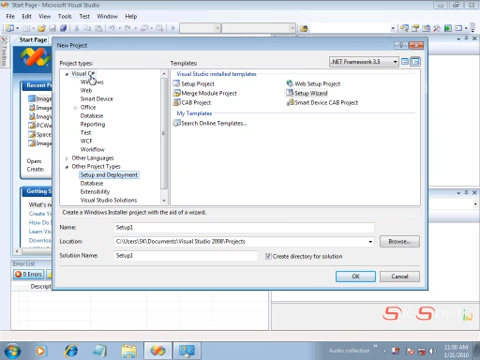 Start Page - Microsoft Visual Studio
File Edit View Tools Test Window Help
Start Page
New Project
Project types:
Templates:
.NET Framework 3.5
Visual C#
Windows
Web
Smart Device
Office
Database
Reporting
Test
WCF
Workflow
Other Languages
Other Project Types
Setup and Deployment
Database
Extensibility
Visual Studio Solutions
Visual Studio installed templates
Setup Project
Web Setup Project
Merge Module Project
Setup Wizard
CAB Project
Smart Device CAB Project
My Templates
Search Online Templates...
Create a Windows Installer project with the aid of a wizard.
Name:
Setup1
Location:
C:\Users\SK\Documents\Visual Studio 2008\Projects
Browse...
Solution Name:
Setup1
Create directory for solution
OK
Cancel
Toolbox
Recent
Open:
Create:
Getting S
What's
Create
How Do
Learn
Error List
0 Errors
Descript
Audio collection
11:50 AM
1/21/2010